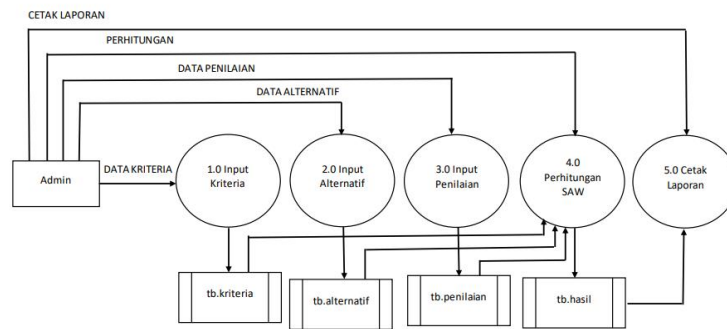 CETAK LAPORAN
PERHITUNGAN
DATA PENILAIAN
DATA ALTERNATIF
Admin
DATA KRITERIA
1.0 Input
Kriteria
2.0 Input
Alternatif
3.0 Input
Penilaian
4.0
Perhitungan
SAW
5.0 Cetak
Laporan
tb.kriteria
tb.alternatif
tb.penilaian
tb.hasil